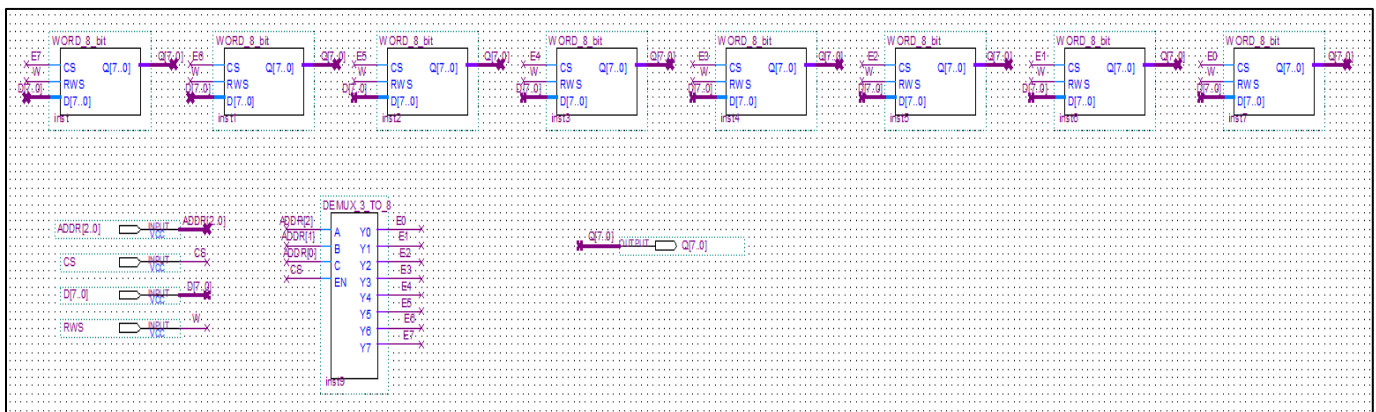 WORD_8_bit WORD_8_bit WORD_8_bit WORD_8_bit WORD_8_bit WORD_8_bit WORD_8_bit WORD_8_bit
E7 Q[7..0] E6 Q[7..0] E5 Q[7..0] E4 Q[7..0] E3 Q[7..0] E2 Q[7..0] E1 Q[7..0] E0 Q[7..0]
CS Q[7..0] CS Q[7..0] CS Q[7..0] CS Q[7..0] CS Q[7..0] CS Q[7..0] CS Q[7..0] CS Q[7..0]
W W W W W W W W
RWS RWS RWS RWS RWS RWS RWS RWS
D[7..0] D[7..0] D[7..0] D[7..0] D[7..0] D[7..0] D[7..0] D[7..0]
D[7..0] D[7..0] D[7..0] D[7..0] D[7..0] D[7..0] D[7..0] D[7..0]
inst inst1 inst2 inst3 inst4 inst5 inst6 inst7
DEMUX_3_TO_8
ADDR[2..0] INPUT VCC ADDR[2..0]
CS INPUT VCC CS
D[7..0] INPUT VCC D[7..0]
RWS INPUT VCC W
ADDR[2] A Y0 E0
ADDR[1] B Y1 E1
ADDR[0] C Y2 E2
CS EN Y3 E3
Y4 E4
Y5 E5
Y6 E6
Y7 E7
inst9
Q[7..0] OUTPUT Q[7..0]